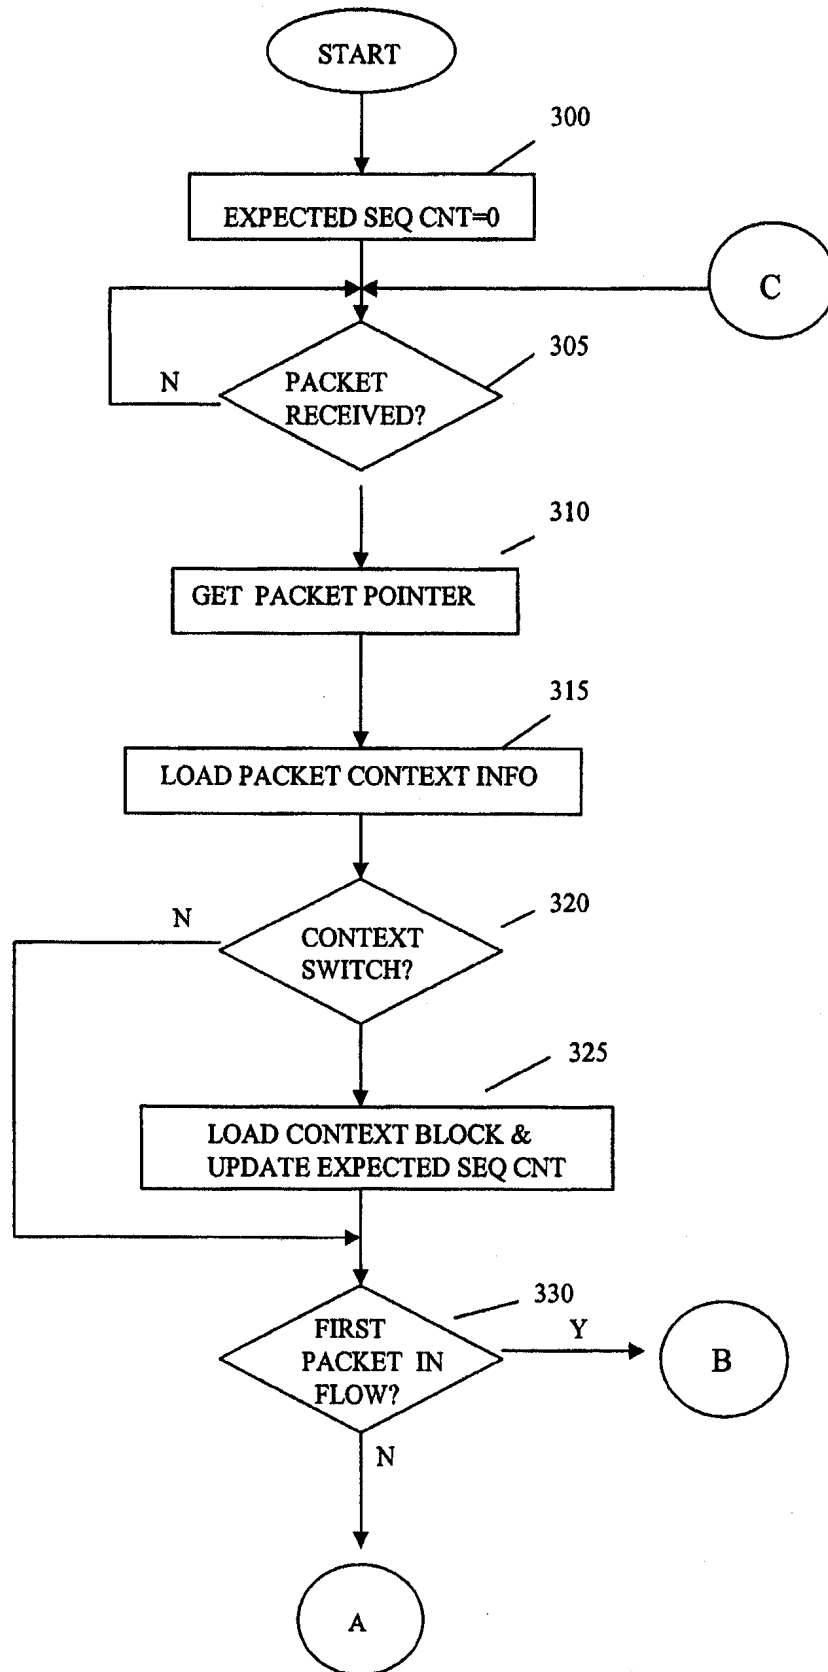 START
300
EXPECTED SEQ CNT=0
C
305
PACKET
RECEIVED?
N
310
GET PACKET POINTER
315
LOAD PACKET CONTEXT INFO
N
320
CONTEXT
SWITCH?
325
LOAD CONTEXT BLOCK &
UPDATE EXPECTED SEQ CNT
330
FIRST
PACKET IN
FLOW?
Y
B
N
A